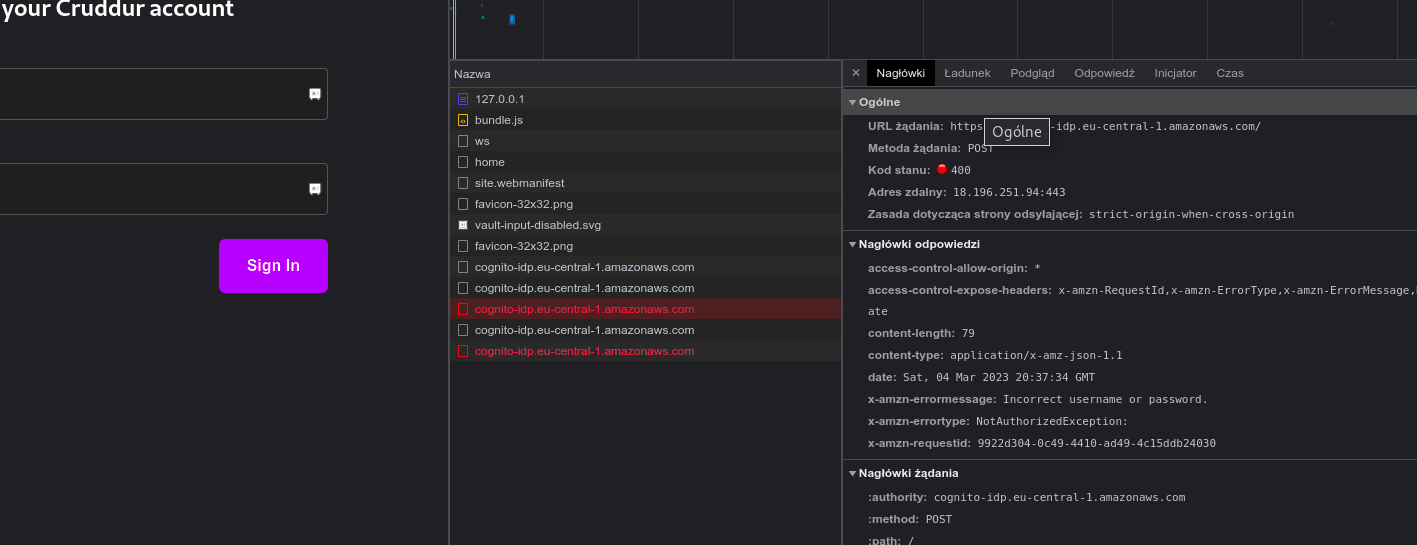 your Cruddur account
Sign In
Nazwa
127.0.0.1
bundle.js
ws
home
site.webmanifest
favicon-32x32.png
vault-input-disabled.svg
favicon-32x32.png
cognito-idp.eu-central-1.amazonaws.com
cognito-idp.eu-central-1.amazonaws.com
cognito-idp.eu-central-1.amazonaws.com
cognito-idp.eu-central-1.amazonaws.com
cognito-idp.eu-central-1.amazonaws.com
× Nagłówki Ładunek Podgląd Odpowiedź Inicjator Czas
Ogólne
URL żądania: https -idp.eu-central-1.amazonaws.com/
Ogólne
Metoda żądania: POST
Kod stanu: 400
Adres zdalny: 18.196.251.94:443
Zasada dotycząca strony odsyłającej: strict-origin-when-cross-origin
Nagłówki odpowiedzi
access-control-allow-origin: *
access-control-expose-headers: x-amzn-RequestId,x-amzn-ErrorType,x-amzn-ErrorMessage,
ate
content-length: 79
content-type: application/x-amz-json-1.1
date: Sat, 04 Mar 2023 20:37:34 GMT
x-amzn-errormessage: Incorrect username or password.
x-amzn-errortype: NotAuthorizedException:
x-amzn-requestid: 9922d304-0c49-4410-ad49-4c15ddb24030
Nagłówki żądania
:authority: cognito-idp.eu-central-1.amazonaws.com
:method: POST
:path: /